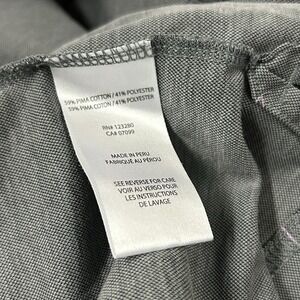 59% PIMA COTTON / 41% POLYESTER
59% PIMA COTTON / 41% POLYESTER
RN# 123280
CA# 07099
MADE IN PERU
FABRIQUÉ AU PÉROU
SEE REVERSE FOR CARE
VOIR AU VERSO POUR
LES INSTRUCTIONS
DE LAVAGE